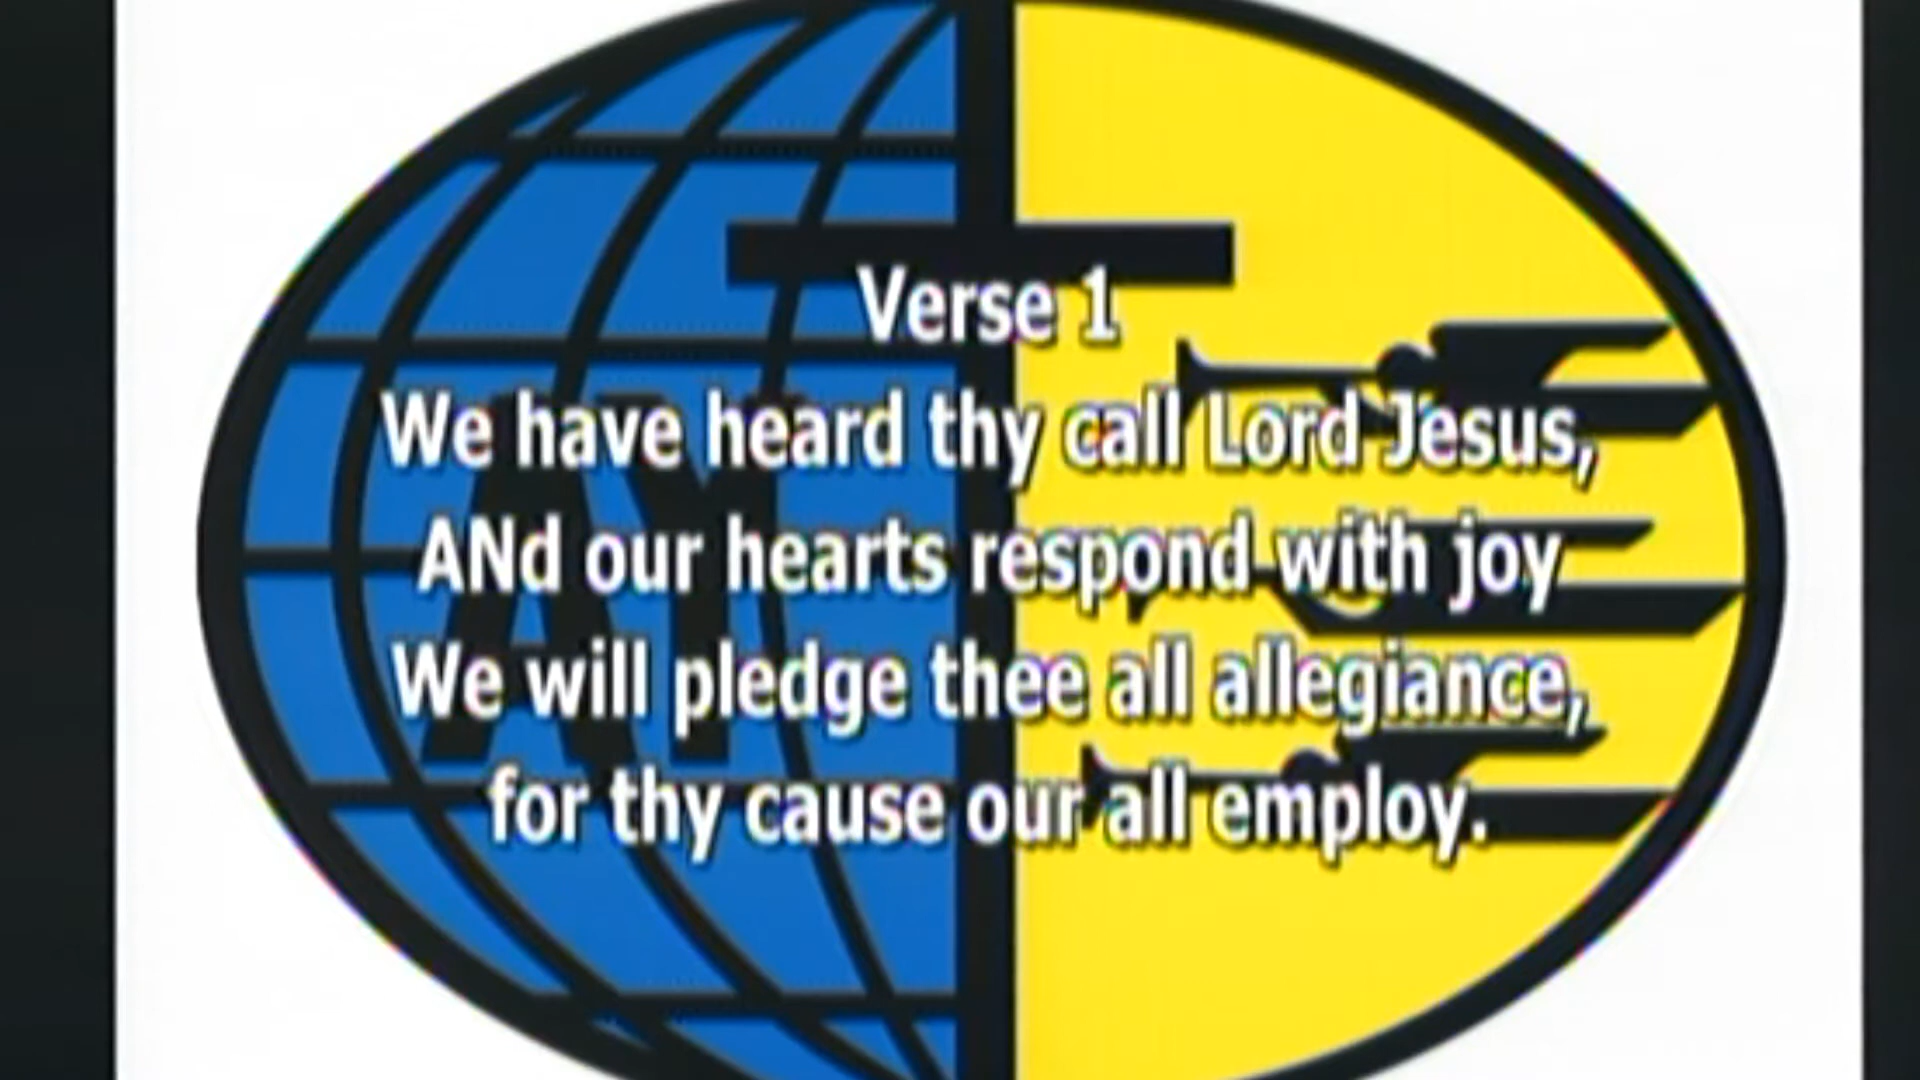 Verse 1
We have heard thy call Lord Jesus,
ANd our hearts respond with joy
We will pledge thee all allegiance,
for thy cause our all employ.
AY